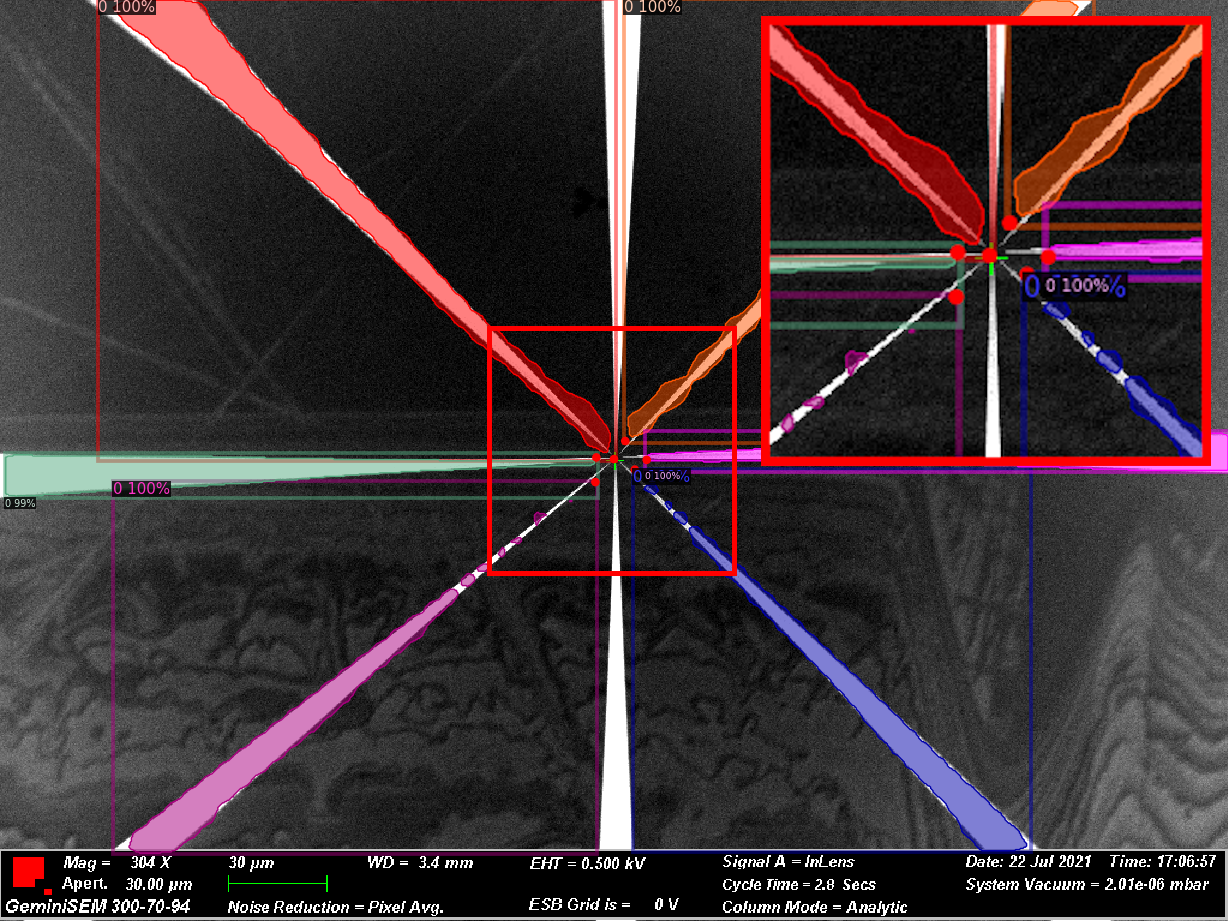 0 100%
0 100%
0 0 100% %
0 0 100% %
0 99%
0 100%
Mag = 304 X 30 µm WD = 3.4 mm EHT = 0.500 kV Signal A = InLens Date: 22 Jul 2021 Time: 17:06:57
Apert. 30.00 µm Cycle Time = 2.8 Secs System Vacuum = 2.01e-06 mbar
GeminiSEM 300-70-94 Noise Reduction = Pixel Avg. ESB Grid is = 0 V Column Mode = Analytic